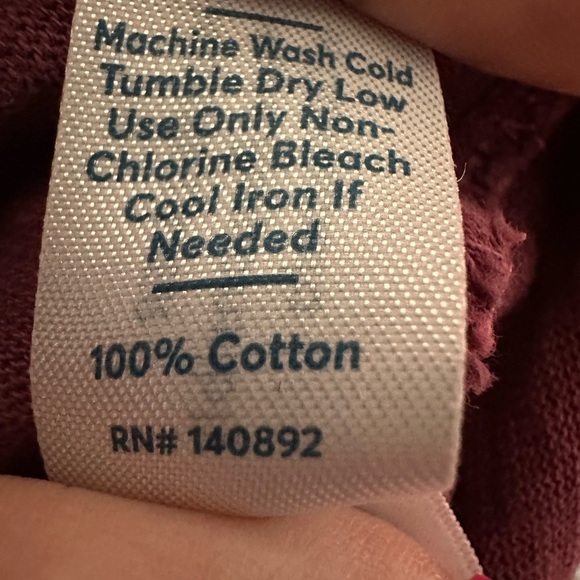 Machine Wash Cold
Tumble Dry Low
Use Only Non-
Chlorine Bleach
Cool Iron If
Needed
100% Cotton
RN# 140892